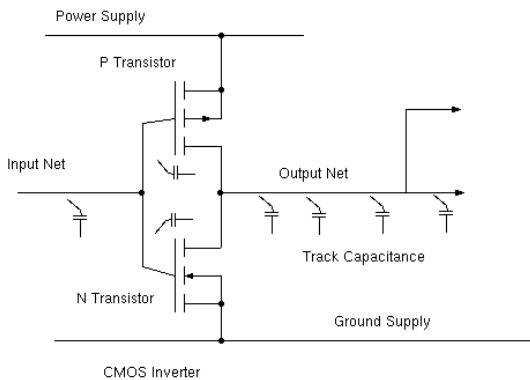 Power Supply
P Transistor
Input Net
Output Net
Track Capacitance
N Transistor
Ground Supply
CMOS Inverter